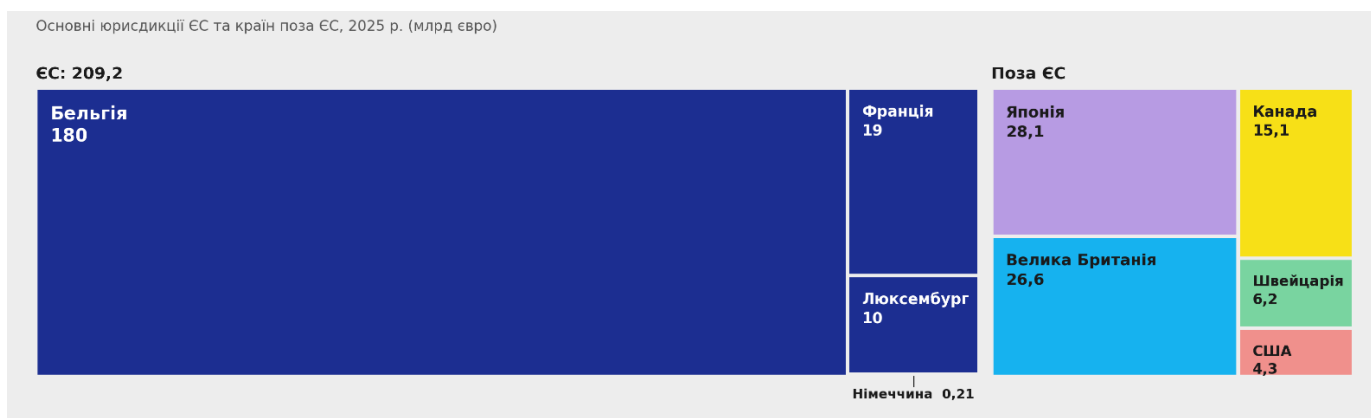 Основні юрисдикції ЄС та країн поза ЄС, 2025 р. (млрд євро)
ЄС: 209,2
Бельгія
180
Франція
19
Люксембург
10
Німеччина 0,21
Поза ЄС
Японія
28,1
Велика Британія
26,6
Канада
15,1
Швейцарія
6,2
США
4,3